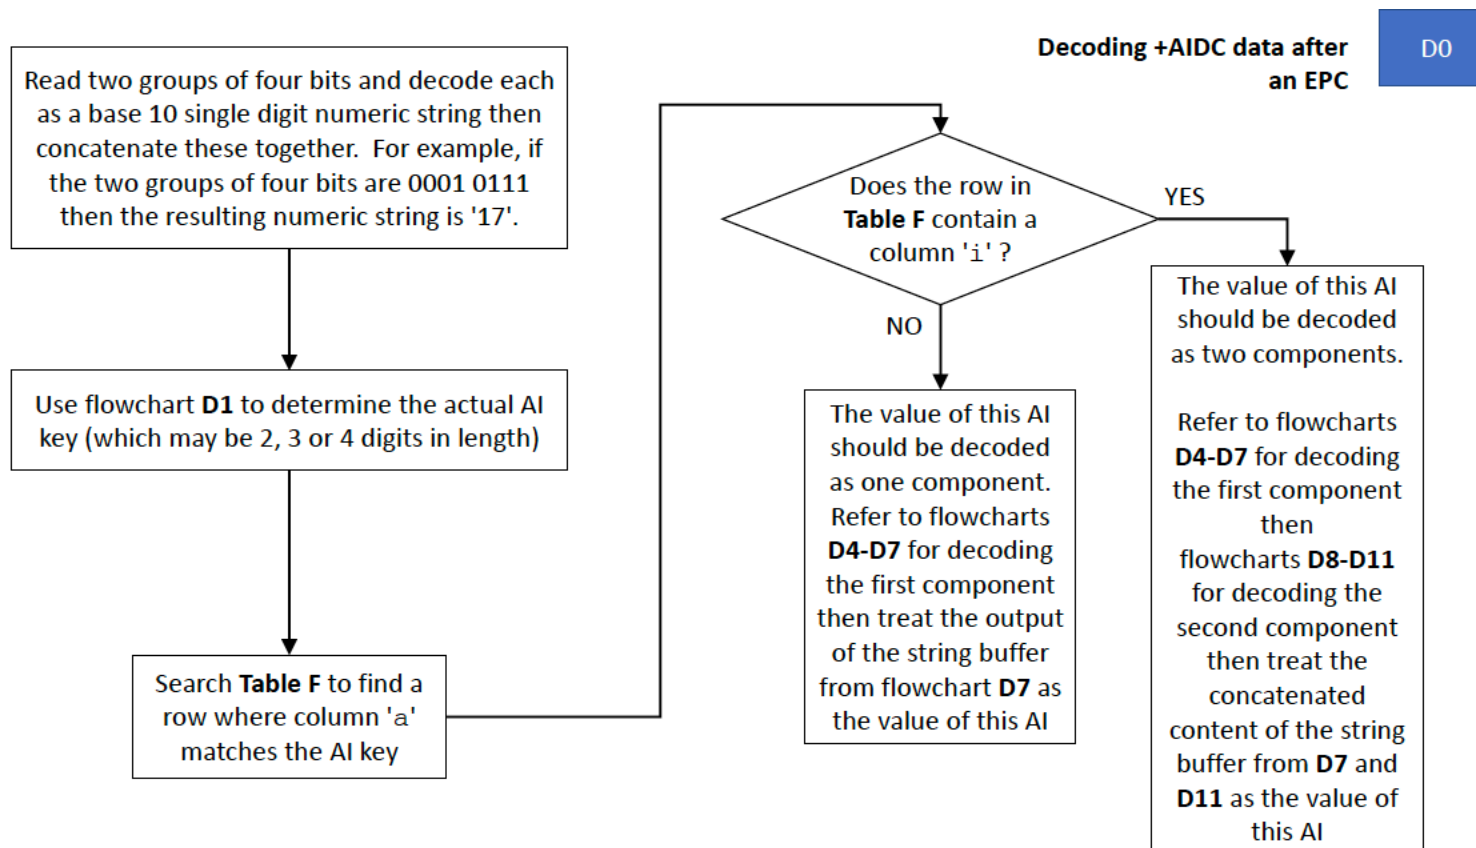 Decoding +AIDC data after
an EPC
D0
Read two groups of four bits and decode each
as a base 10 single digit numeric string then
concatenate these together.  For example, if
the two groups of four bits are 0001 0111
then the resulting numeric string is '17'.
Use flowchart D1 to determine the actual AI
key (which may be 2, 3 or 4 digits in length)
Search Table F to find a
row where column 'a'
matches the AI key
Does the row in
Table F contain a
column 'i' ?
YES
NO
The value of this AI
should be decoded
as one component.
Refer to flowcharts
D4-D7 for decoding
the first component
then treat the output
of the string buffer
from flowchart D7 as
the value of this AI
The value of this AI
should be decoded
as two components.
Refer to flowcharts
D4-D7 for decoding
the first component
then
flowcharts D8-D11
for decoding the
second component
then treat the
concatenated
content of the string
buffer from D7 and
D11 as the value of
this AI